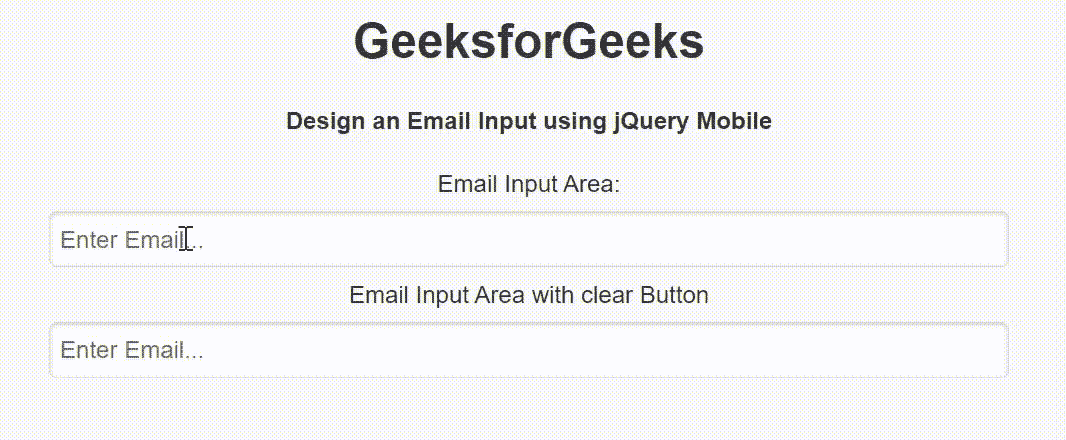 GeeksforGeeks
Design an Email Input using jQuery Mobile
Email Input Area:
Enter Email...
Email Input Area with clear Button
Enter Email...